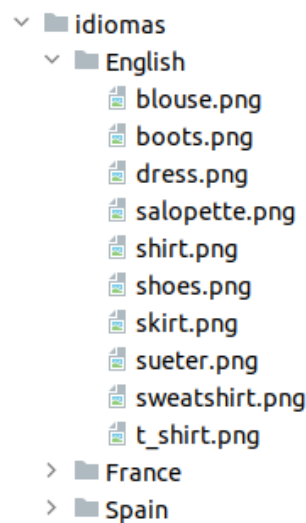 idiomas
English
blouse.png
boots.png
dress.png
salopette.png
shirt.png
shoes.png
skirt.png
sueter.png
sweatshirt.png
t_shirt.png
France
Spain